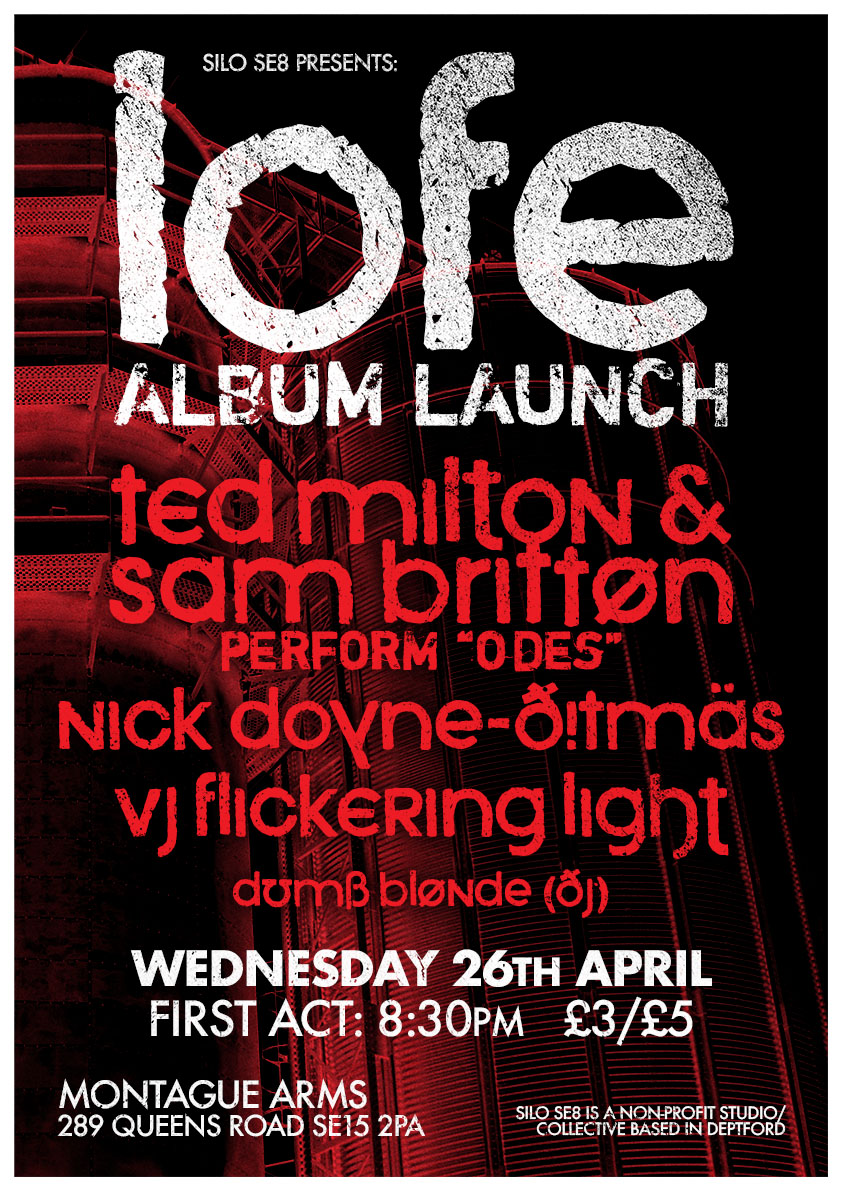 SILO SE8 PRESENTS:
lofe
ALBUM LAUNCH
tEd miltoN &
sam brittøn
PERFORM "ODES"
Nick doyne-ð!tmäs
vj flickERing light
dʊmß bløNde (ðj)
WEDNESDAY 26TH APRIL
FIRST ACT: 8:30PM £3/£5
MONTAGUE ARMS
289 QUEENS ROAD SE15 2PA
SILO SE8 IS A NON-PROFIT STUDIO/
COLLECTIVE BASED IN DEPTFORD